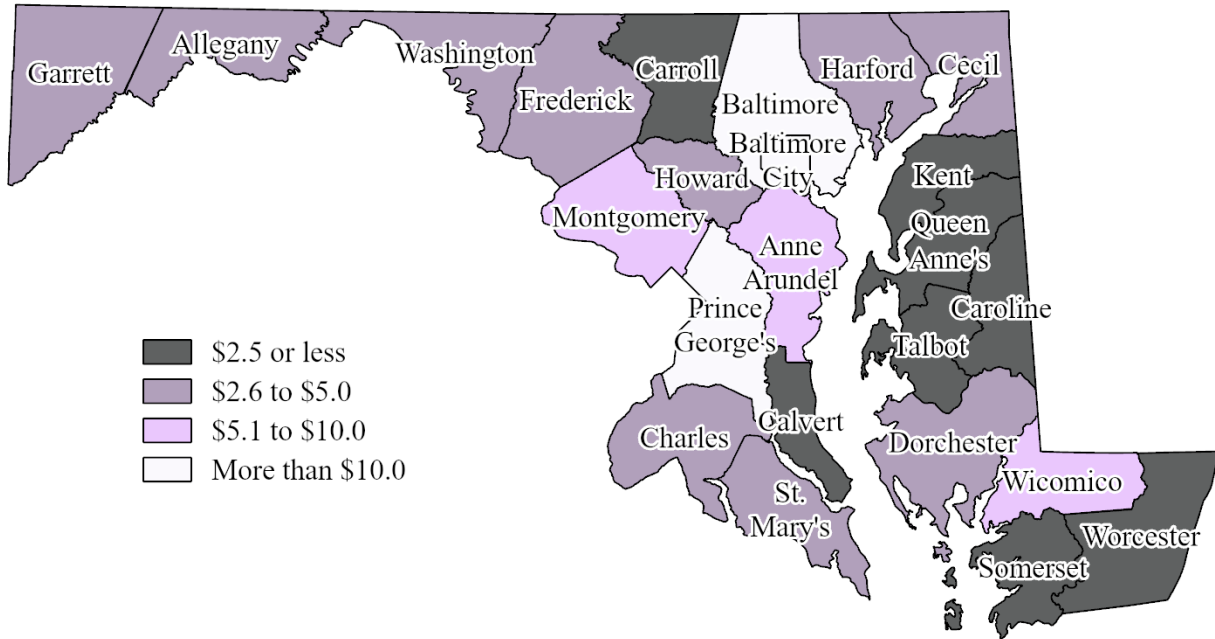 Garrett
Allegany
Washington
Frederick
Carroll
Baltimore
Harford
Cecil
Baltimore
City
Howard
Montgomery
Kent
Queen
Anne's
Anne
Arundel
Prince
George's
Caroline
Talbot
Calvert
Charles
St.
Mary's
Dorchester
Wicomico
Worcester
Somerset
$2.5 or less
$2.6 to $5.0
$5.1 to $10.0
More than $10.0